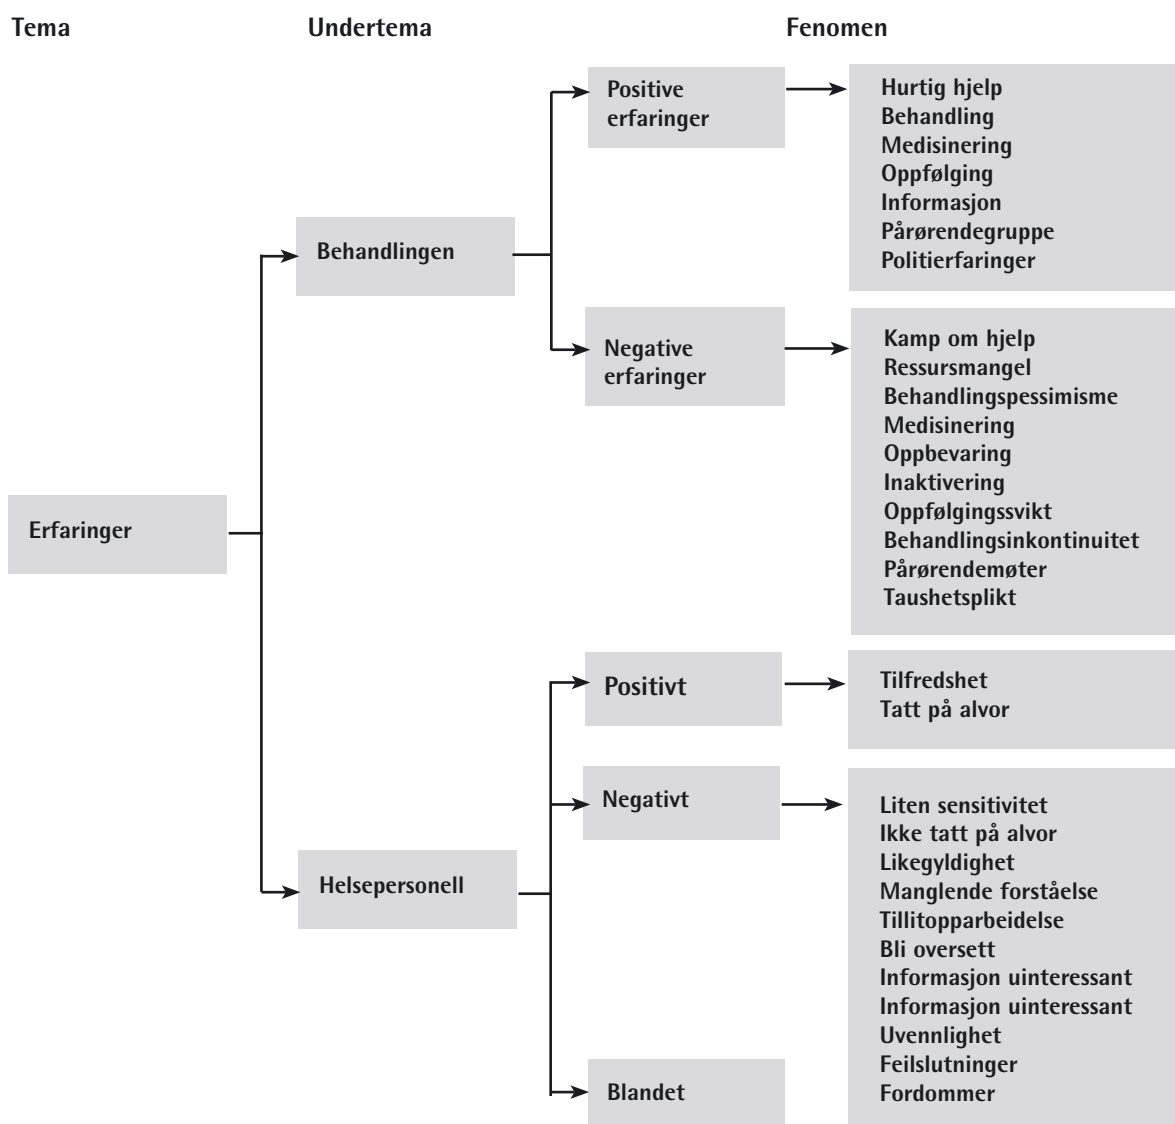 Tema
Undertema
Fenomen
Positive
erfaringer
Hurtig hjelp
Behandling
Medisinering
Oppfølging
Informasjon
Pårørendegruppe
Politierfaringer
Behandlingen
Negative
erfaringer
Kamp om hjelp
Ressursmangel
Behandlingspessimisme
Medisinering
Oppbevaring
Inaktivering
Oppfølgingssvikt
Behandlingsinkontinuitet
Pårørendemøter
Taushetsplikt
Erfaringer
Positivt
Tilfredshet
Tatt på alvor
Negativt
Liten sensitivitet
Ikke tatt på alvor
Likegyldighet
Manglende forståelse
Tillitopparbeidelse
Bli oversett
Informasjon uinteressant
Informasjon uinteressant
Uvennlighet
Feilslutninger
Fordommer
Helsepersonell
Blandet